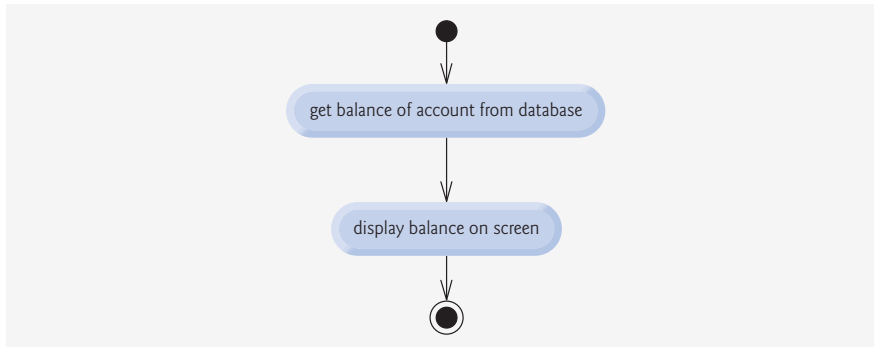 get balance of account from database
display balance on screen